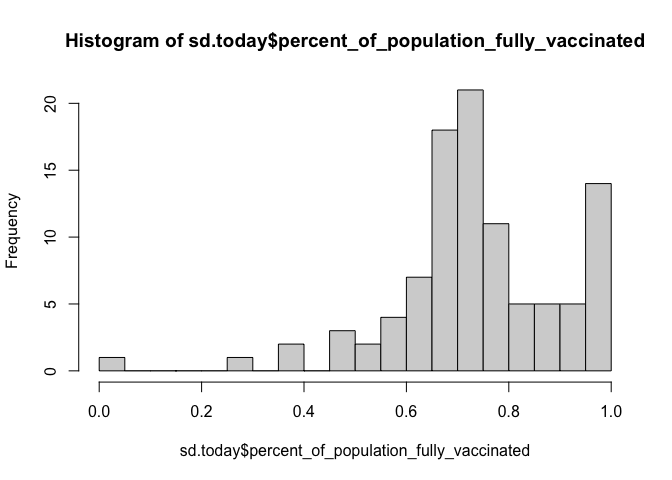 Histogram of sd.today$percent_of_population_fully_vaccinated
Frequency
20
15
10
5
0
0.0 0.2 0.4 0.6 0.8 1.0
sd.today$percent_of_population_fully_vaccinated